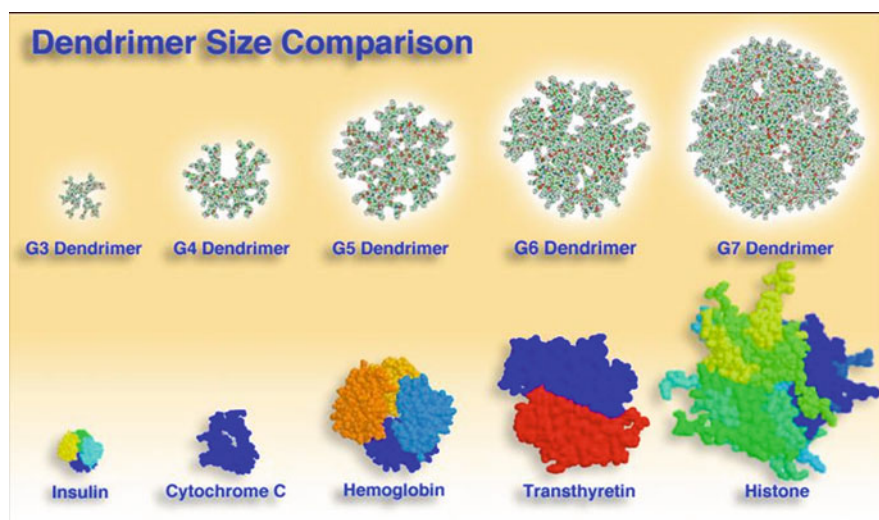 Dendrimer Size Comparison
G3 Dendrimer G4 Dendrimer G5 Dendrimer G6 Dendrimer G7 Dendrimer
Insulin Cytochrome C Hemoglobin Transthyretin Histone